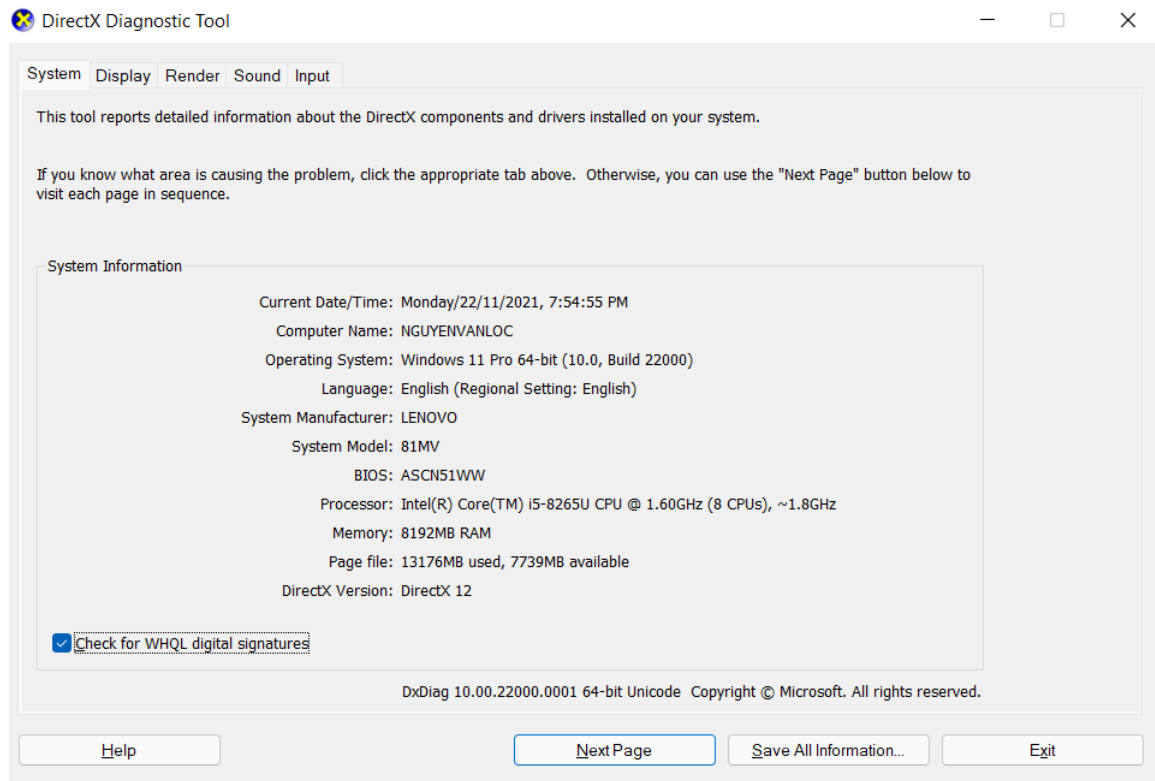 DirectX Diagnostic Tool
System Display Render Sound Input
This tool reports detailed information about the DirectX components and drivers installed on your system.
If you know what area is causing the problem, click the appropriate tab above.  Otherwise, you can use the "Next Page" button below to
visit each page in sequence.
System Information
Current Date/Time: Monday/22/11/2021, 7:54:55 PM
Computer Name: NGUYENVANLOC
Operating System: Windows 11 Pro 64-bit (10.0, Build 22000)
Language: English (Regional Setting: English)
System Manufacturer: LENOVO
System Model: 81MV
BIOS: ASCN51WW
Processor: Intel(R) Core(TM) i5-8265U CPU @ 1.60GHz (8 CPUs), ~1.8GHz
Memory: 8192MB RAM
Page file: 13176MB used, 7739MB available
DirectX Version: DirectX 12
Check for WHQL digital signatures
DxDiag 10.00.22000.0001 64-bit Unicode  Copyright © Microsoft. All rights reserved.
Help Next Page Save All Information... Exit